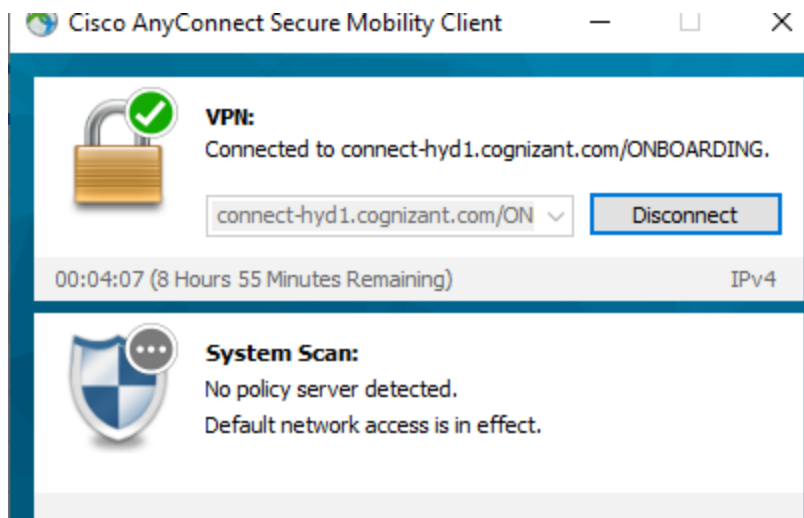 Cisco AnyConnect Secure Mobility Client
VPN:
Connected to connect-hyd1.cognizant.com/ONBOARDING.
connect-hyd1.cognizant.com/ON
Disconnect
00:04:07 (8 Hours 55 Minutes Remaining)
IPv4
System Scan:
No policy server detected.
Default network access is in effect.